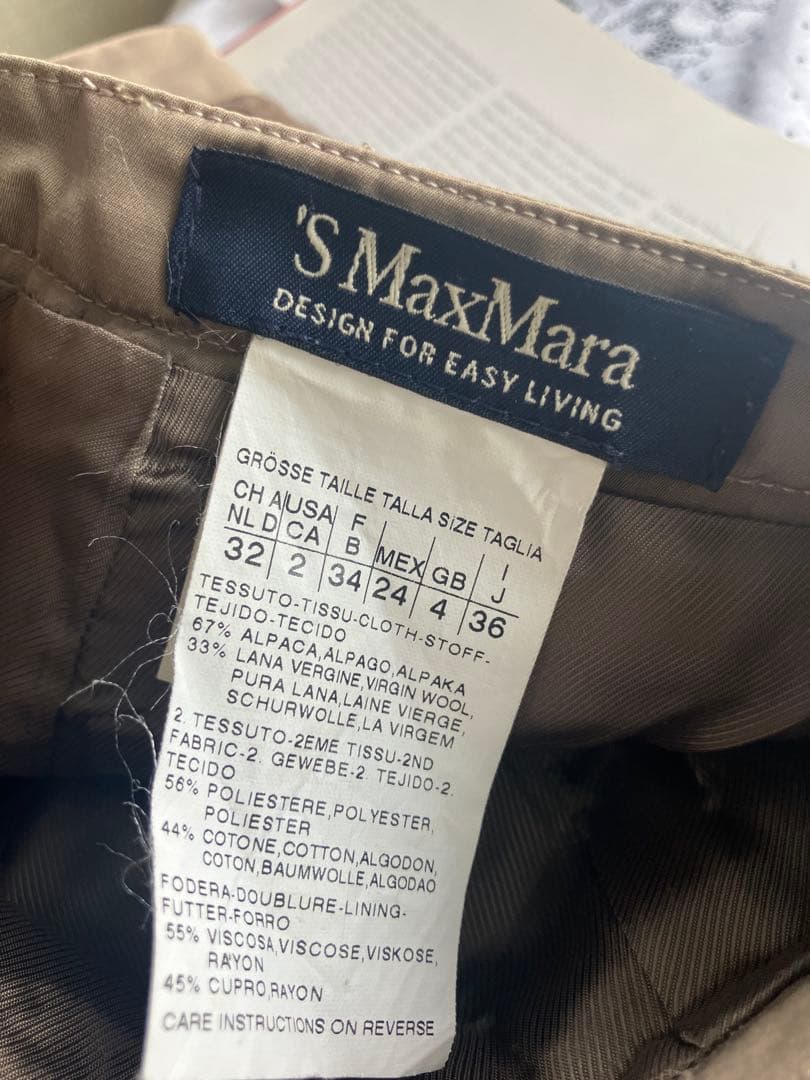 'S MaxMara
DESIGN FOR EASY LIVING
GRÖSSE TAILLE TALLA SIZE TAGLIA
CH A USA F I
NL D CA B MEX GB J
32 2 34 24 4 36
TESSUTO-TISSU-CLOTH-STOFF-
TEJIDO-TECIDO
67% ALPACA,ALPAGO,ALPAKA
33% LANA VERGINE,VIRGIN WOOL,
PURA LANA,LAINE VIERGE,
SCHURWOLLE,LA VIRGEM
2. TESSUTO-2EME TISSU-2ND
FABRIC-2. GEWEBE-2. TEJIDO-2.
TECIDO
56% POLIESTERE,POLYESTER,
POLIESTER
44% COTONE,COTTON,ALGODON,
COTON,BAUMWOLLE,ALGODAO
FODERA-DOUBLURE-LINING-
FUTTER-FORRO
55% VISCOSA,VISCOSE,VISKOSE,
RAYON
45% CUPRO,RAYON
CARE INSTRUCTIONS ON REVERSE